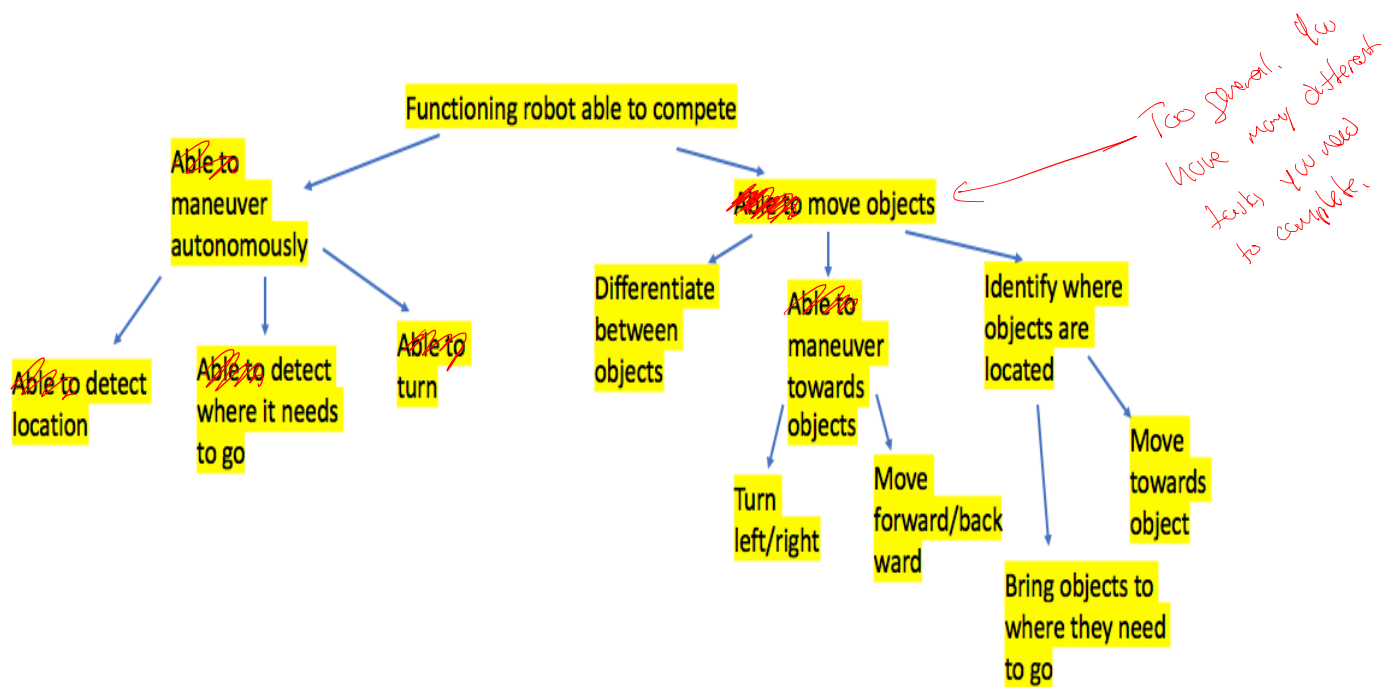 Functioning robot able to compete
Too general. You
have many different
tasks you need
to complete.
Able to
maneuver
autonomously
Able to move objects
Able to detect
location
Able to detect
where it needs
to go
Able to
turn
Differentiate
between
objects
Able to
maneuver
towards
objects
Identify where
objects are
located
Turn
left/right
Move
forward/back
ward
Move
towards
object
Bring objects to
where they need
to go